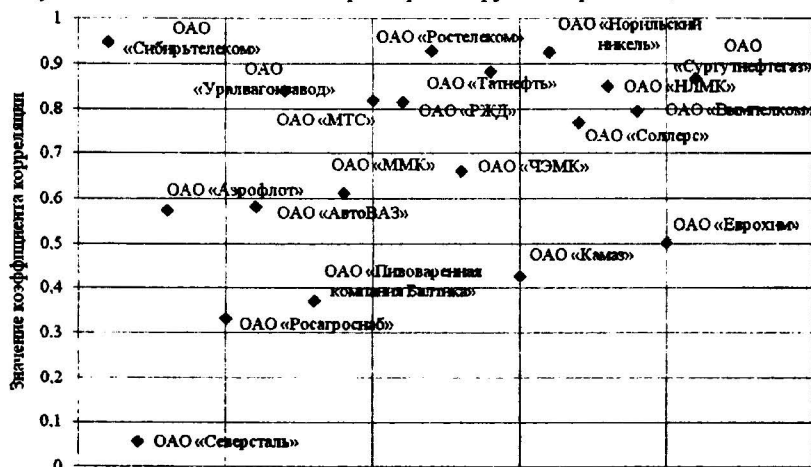 Значение коэффициента корреляции
1
0.9
0.8
0.7
0.6
0.5
0.4
0.3
0.2
0.1
0
ОАО
«Сибирьтелеком»
ОАО «Ростелеком»
ОАО «Норильский
никель»
ОАО
«Сургутнефтегаз»
ОАО
«Уралвагонзавод»
ОАО «Татнефть»
ОАО «НЛМК»
ОАО «МТС»
ОАО «РЖД»
ОАО «Вымпелком»
ОАО «Соллерс»
ОАО «ММК»
ОАО «ЧЭМК»
ОАО «Аэрофлот»
ОАО «АвтоВАЗ»
ОАО «Еврохим»
ОАО «Камаз»
ОАО «Пивоваренная
компания Балтика»
ОАО «Росагроснаб»
ОАО «Северсталь»